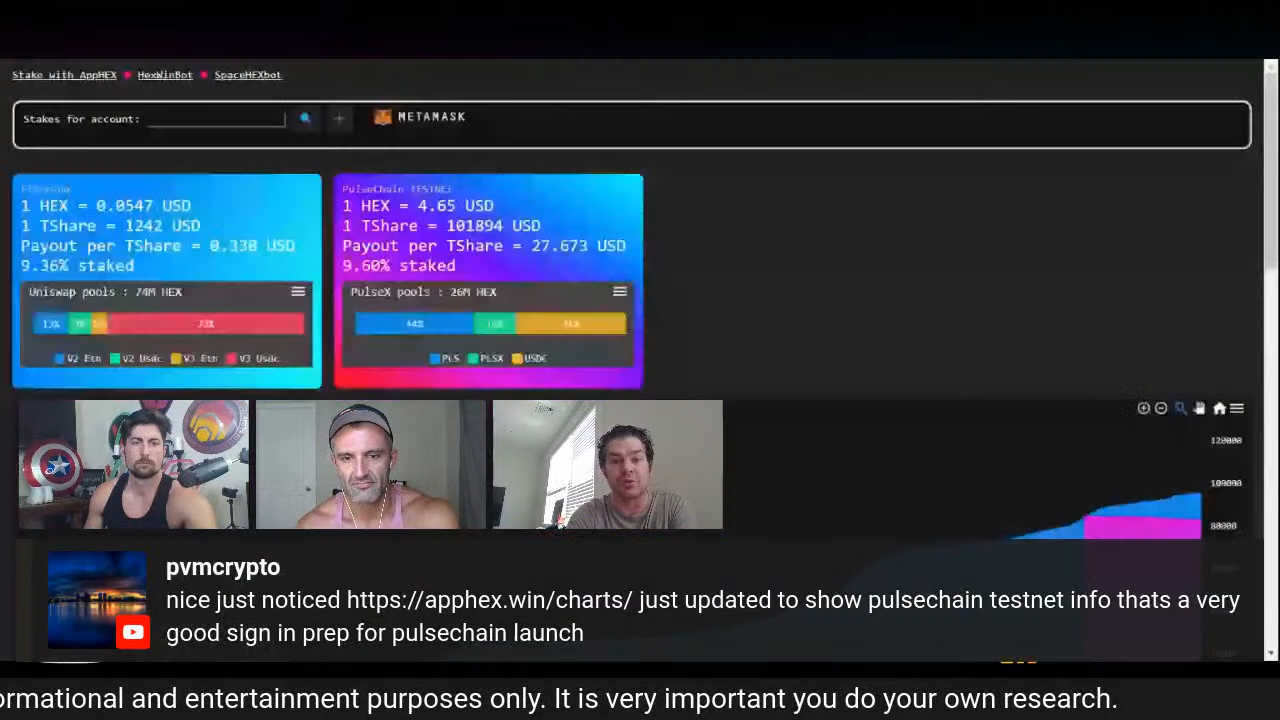 Stake with AppHEX HexWinBot SpaceHEXbot
Stakes for account:
METAMASK
Ethereum
1 HEX = 0.0547 USD
1 TShare = 1242 USD
Payout per TShare = 0.338 USD
9.36% staked
Uniswap pools : 74M HEX
13%
73%
V2 Eth V2 Usdc V3 Eth V3 Usdc
PulseChain TESTNET
1 HEX = 4.65 USD
1 TShare = 101894 USD
Payout per TShare = 27.673 USD
9.60% staked
PulseX pools : 26M HEX
44%
PLS PLSX USDC
120000
100000
80000
pvmcrypto
nice just noticed https://apphex.win/charts/ just updated to show pulsechain testnet info thats a very
good sign in prep for pulsechain launch
ormational and entertainment purposes only. It is very important you do your own research.